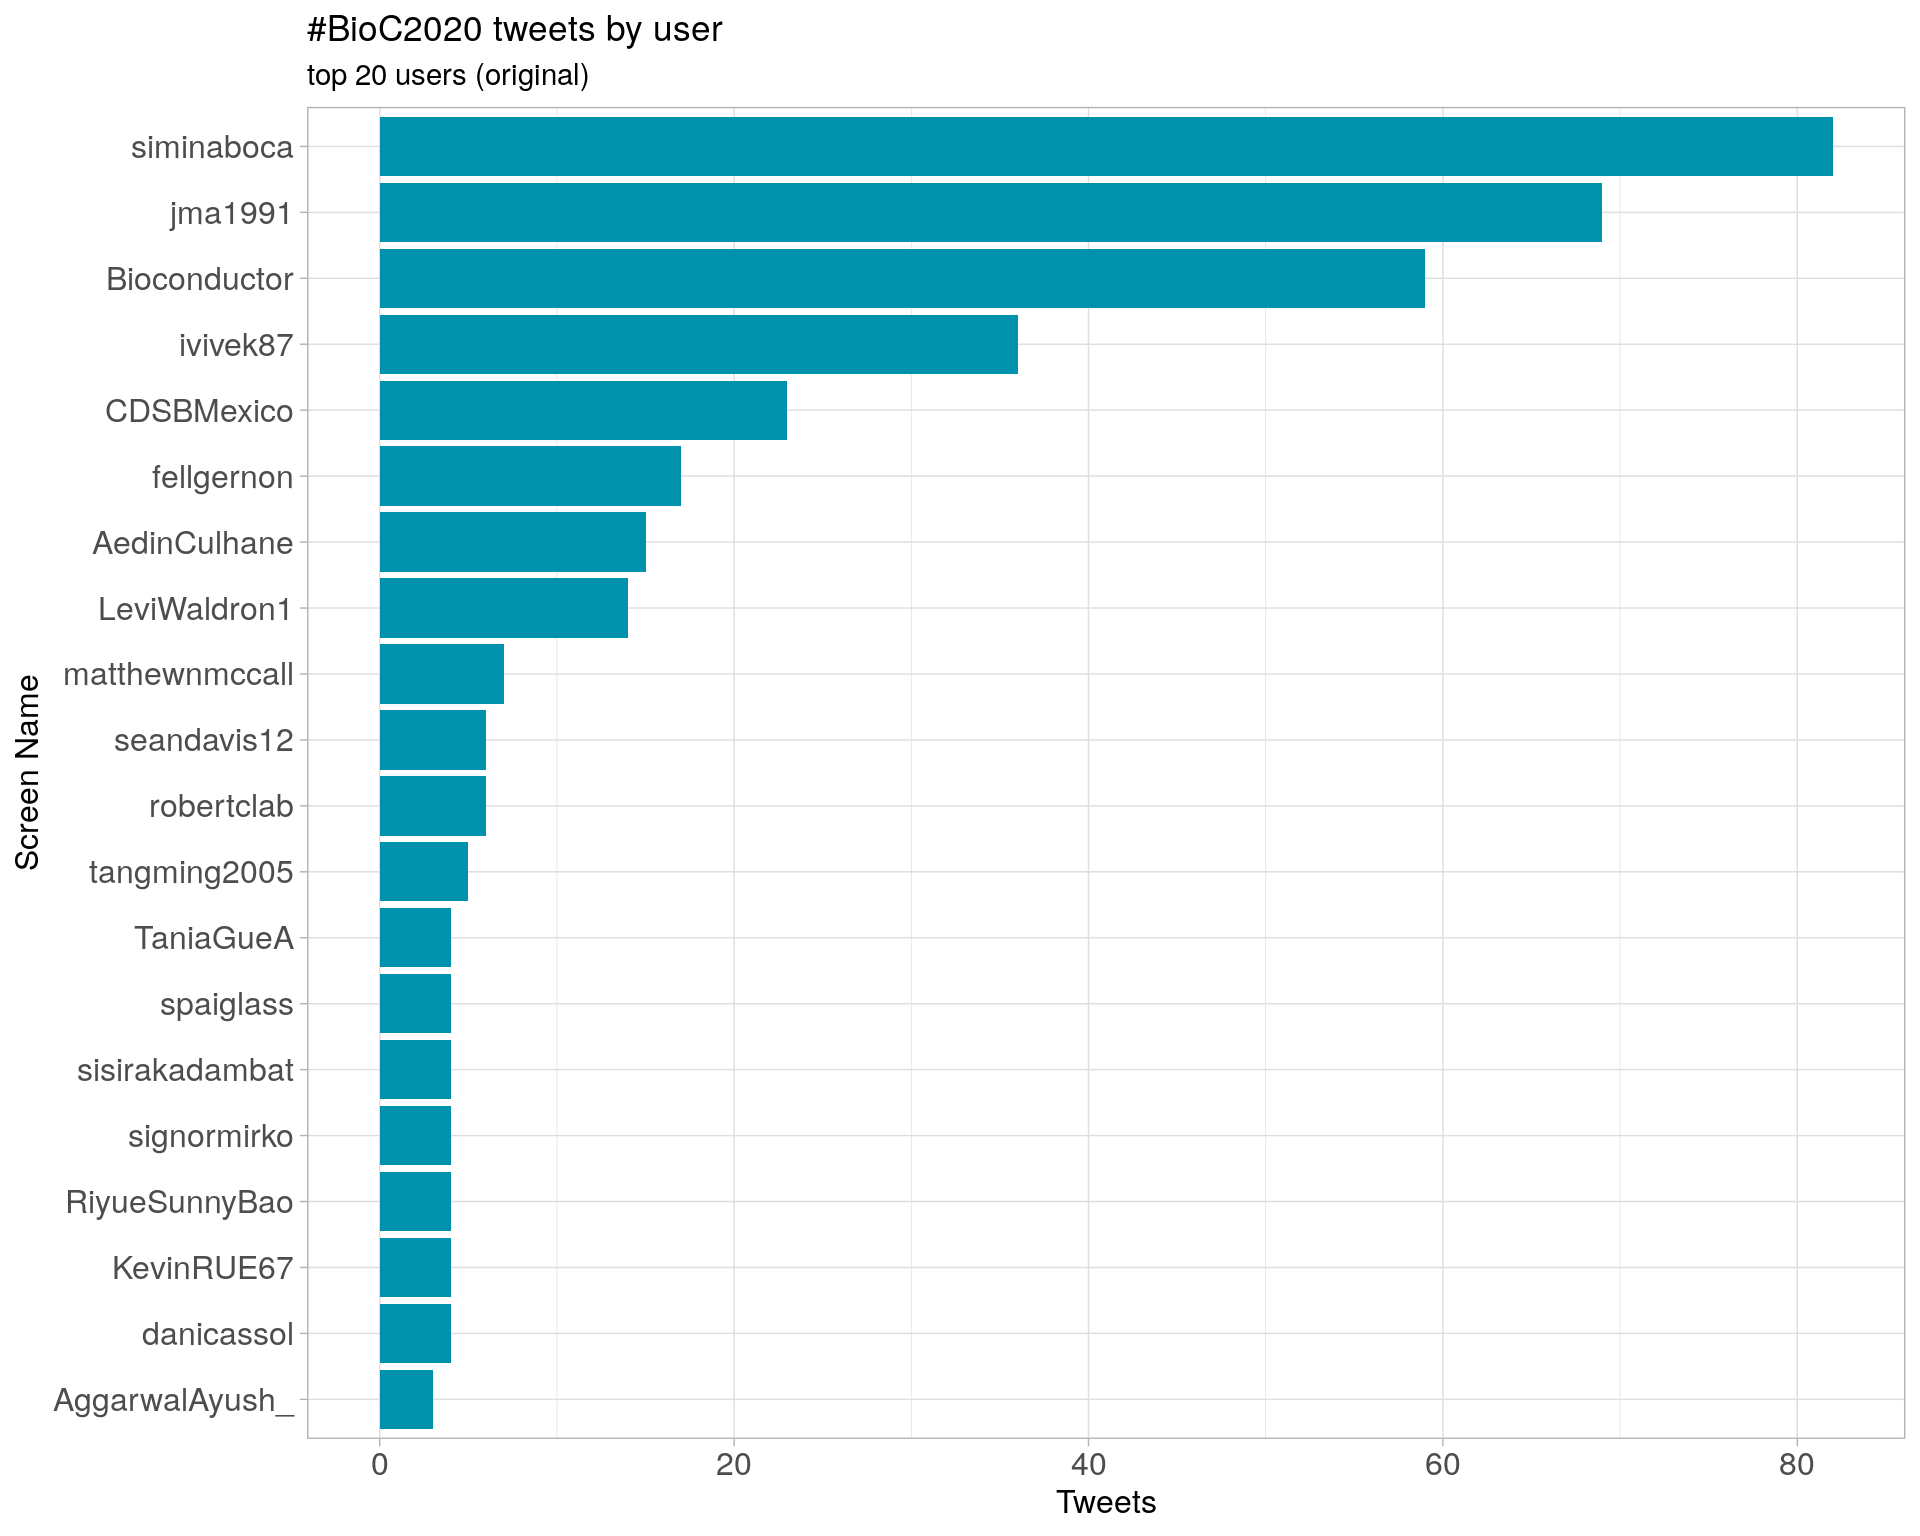 #BioC2020 tweets by user
top 20 users (original)
siminaboca
jma1991
Bioconductor
ivivek87
CDSBMexico
fellgernon
AedinCulhane
LeviWaldron1
matthewnmccall
seandavis12
robertclab
tangming2005
TaniaGueA
spaiglass
sisirakadambat
signormirko
RiyueSunnyBao
KevinRUE67
danicassol
AggarwalAyush_
Screen Name
0 20 40 60 80
Tweets